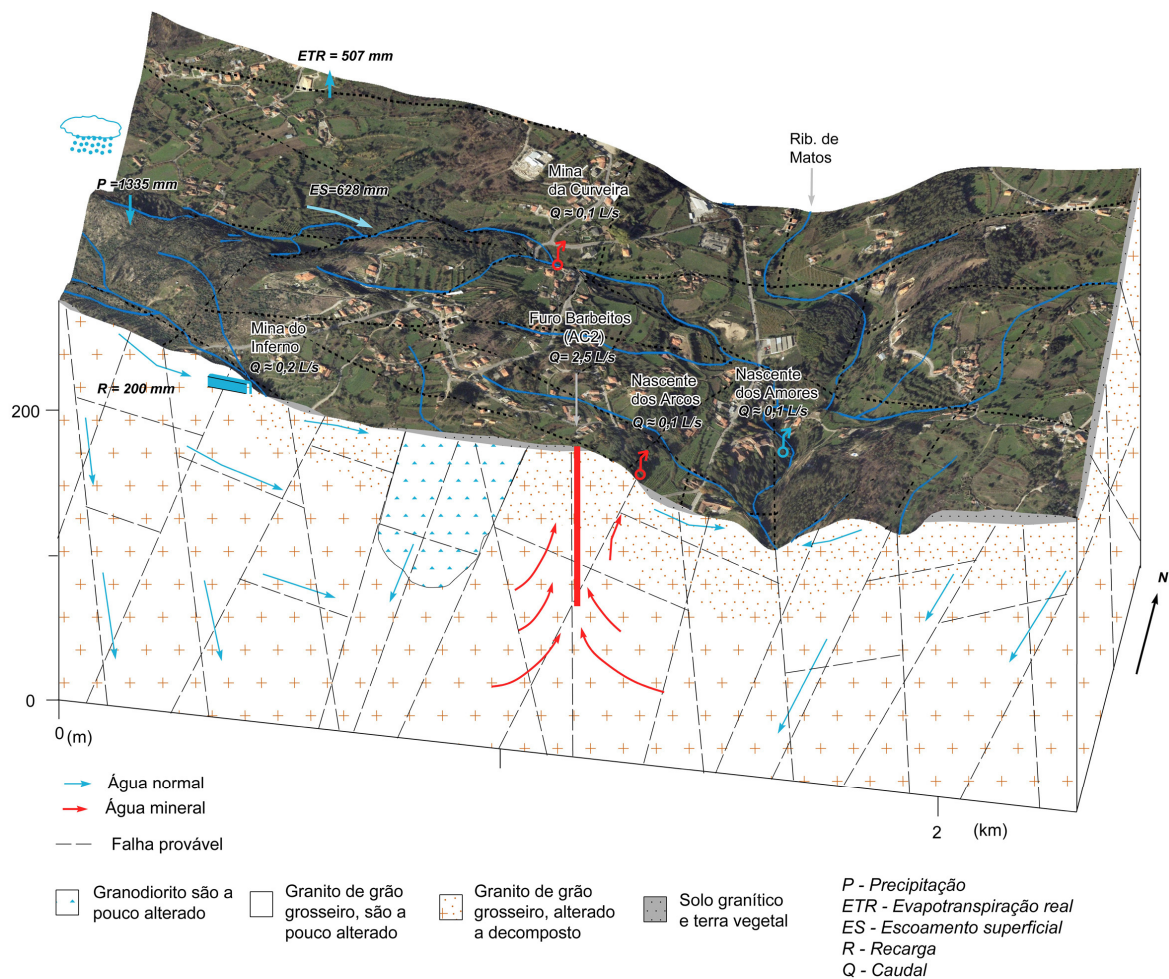 ETR = 507 mm
Rib. de
Matos
Mina
da Curveira
Q ≈ 0,1 L/s
P =1335 mm
ES=628 mm
Furo Barbeitos
(AC2)
Q= 2,5 L/s
Mina do
Inferno
Q ≈ 0,2 L/s
Nascente
dos Arcos
Q ≈ 0,1 L/s
Nascente
dos Amores
Q ≈ 0,1 L/s
R = 200 mm
200
0
0 (m)
2
(km)
N
Água normal
Água mineral
Falha provável
Granodiorito são a
pouco alterado
Granito de grão
grosseiro, são a
pouco alterado
Granito de grão
grosseiro, alterado
a decomposto
Solo granítico
e terra vegetal
P - Precipitação
ETR - Evapotranspiração real
ES - Escoamento superficial
R - Recarga
Q - Caudal